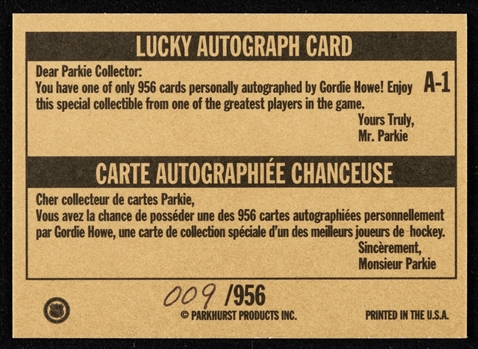 LUCKY AUTOGRAPH CARD
Dear Parkie Collector:
You have one of only 956 cards personally autographed by Gordie Howe! Enjoy
this special collectible from one of the greatest players in the game.
A-1
Yours Truly,
Mr. Parkie
CARTE AUTOGRAPHIÉE CHANCEUSE
Cher collecteur de cartes Parkie,
Vous avez la chance de posséder une des 956 cartes autographiées personnellement
par Gordie Howe, une carte de collection spéciale d'un des meilleurs joueurs de hockey.
Sincèrement,
Monsieur Parkie
009 /956
© PARKHURST PRODUCTS INC.
PRINTED IN THE U.S.A.